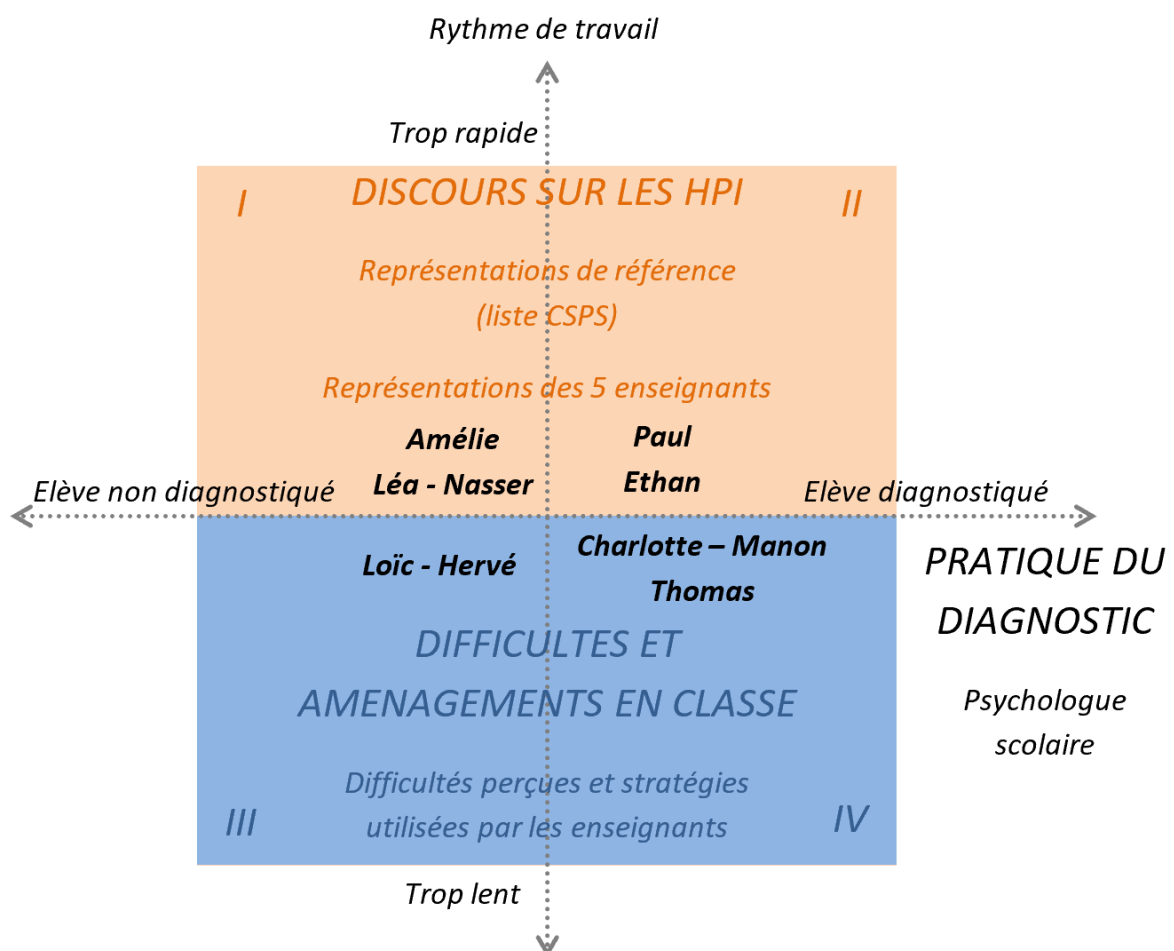 Rythme de travail
Trop rapide
I
DISCOURS SUR LES HPI
II
Représentations de référence
(liste CSPS)
Représentations des 5 enseignants
Amélie
Paul
Léa - Nasser
Ethan
Elève non diagnostiqué
Elève diagnostiqué
Loïc - Hervé
Charlotte – Manon
Thomas
PRATIQUE DU
DIAGNOSTIC
Psychologue
scolaire
DIFFICULTES ET
AMENAGEMENTS EN CLASSE
Difficultés perçues et stratégies
utilisées par les enseignants
III
IV
Trop lent